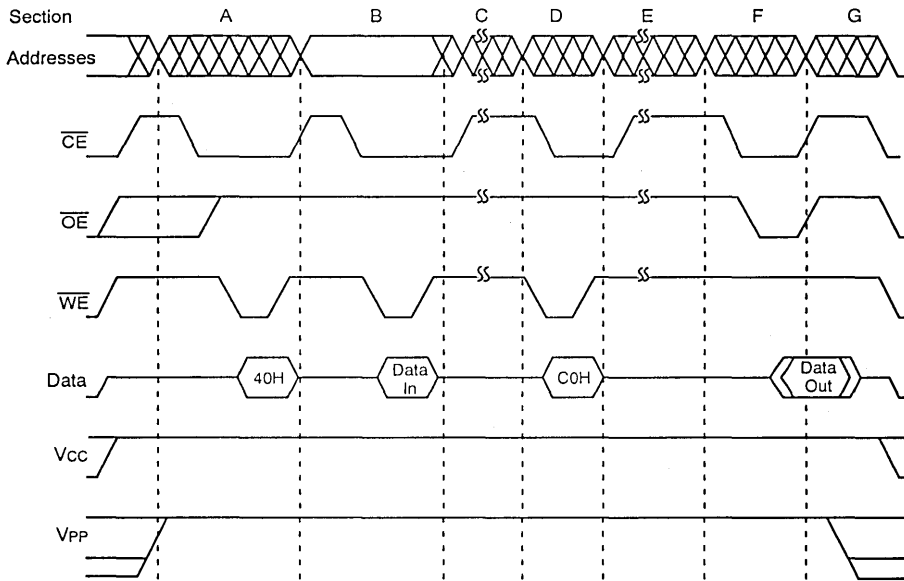 Section A B C D E F G
Addresses
CE
OE
WE
Data 40H Data In C0H Data Out
Vcc
VPP